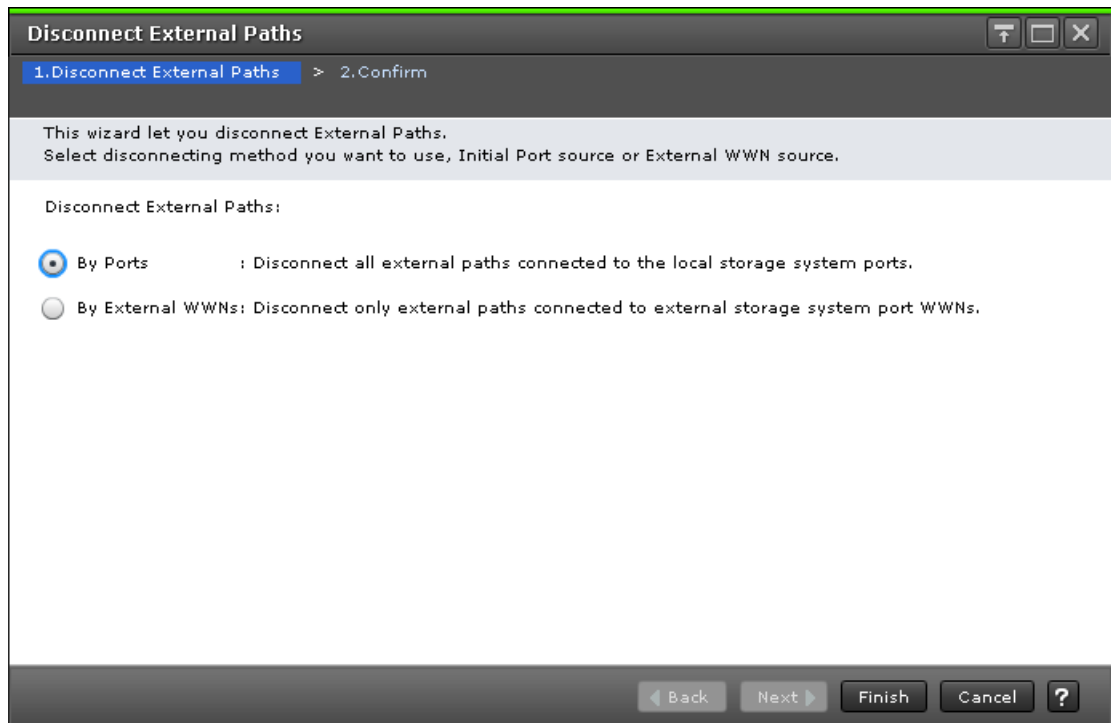 Disconnect External Paths
1.Disconnect External Paths > 2.Confirm
This wizard let you disconnect External Paths.
Select disconnecting method you want to use, Initial Port source or External WWN source.
Disconnect External Paths:
By Ports : Disconnect all external paths connected to the local storage system ports.
By External WWNs: Disconnect only external paths connected to external storage system port WWNs.
Back Next Finish Cancel ?